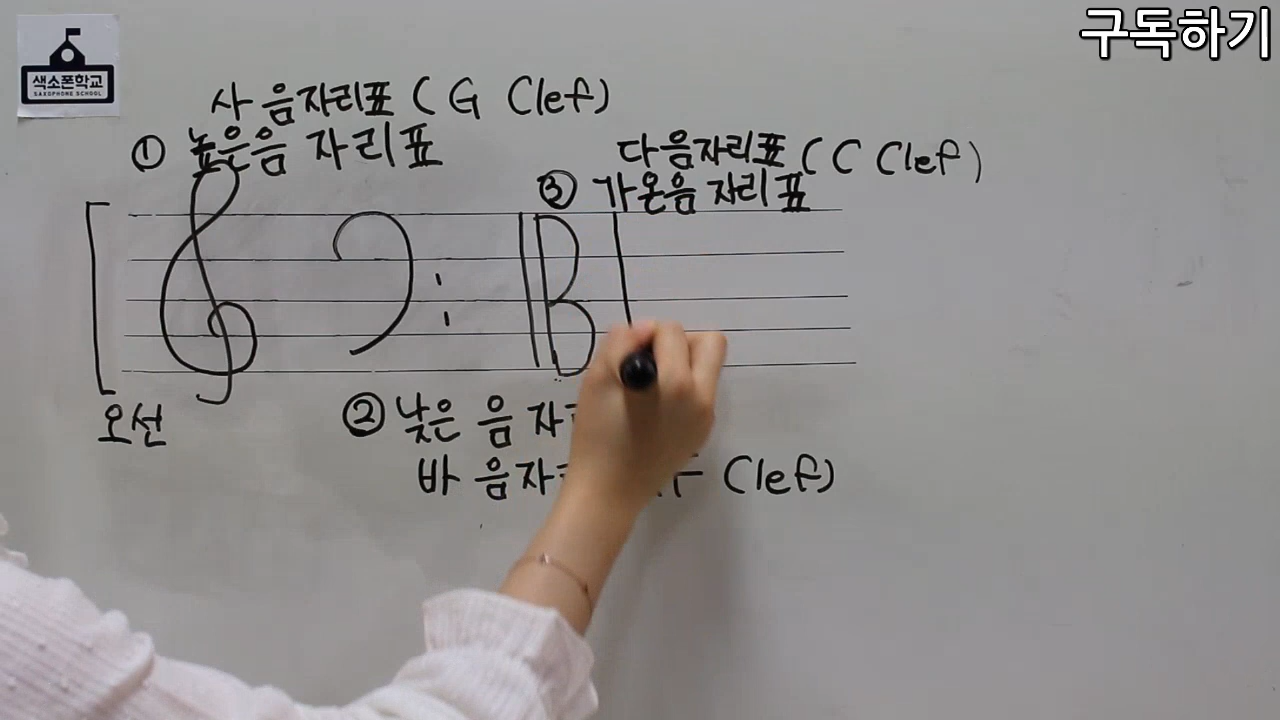 구독하기
색소폰학교
SAXOPHONE SCHOOL
사 음자리표 ( G Clef)
① 높은음 자리표
다음자리표 ( C Clef)
③ 가온음 자리표
오선
② 낮은 음 자
바 음자 Clef)